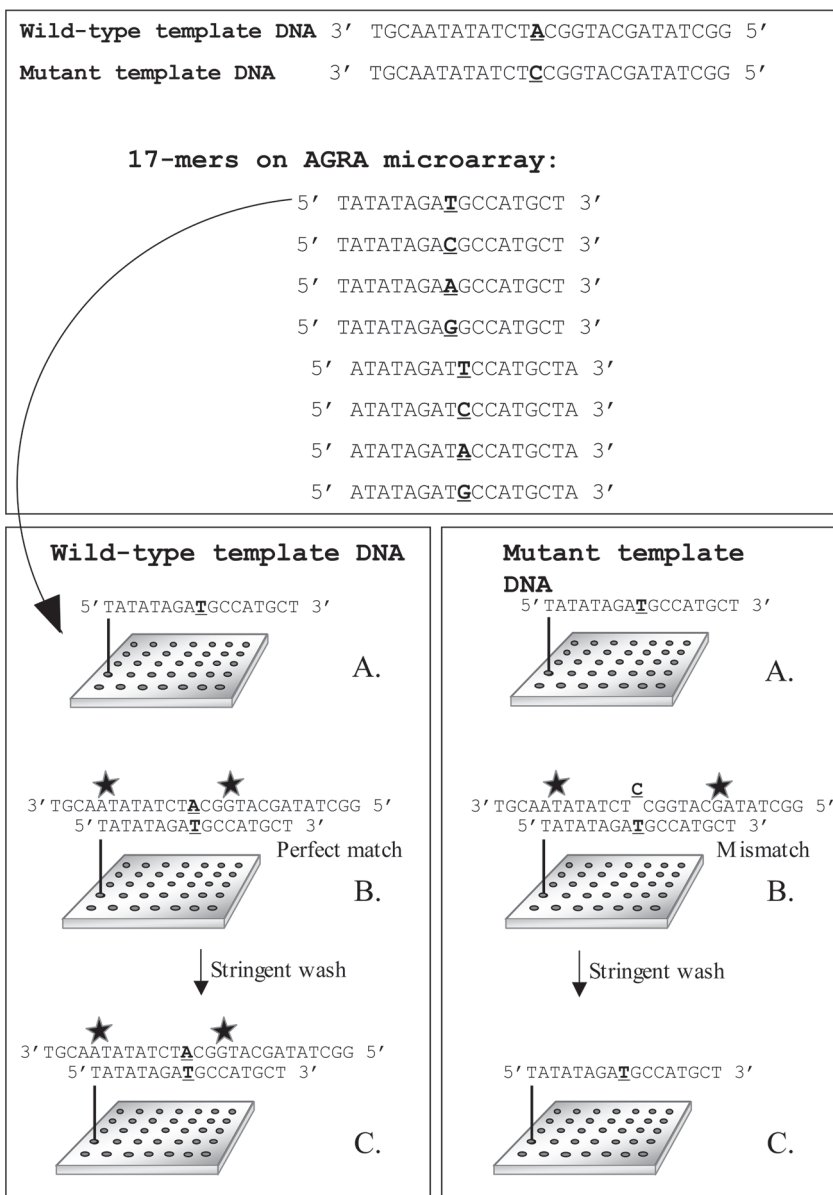 Wild-type template DNA 3' TGCAATATATCTACGGTACGATATCGG 5'
Mutant template DNA 3' TGCAATATATCTCCGGTACGATATCGG 5'
17-mers on AGRA microarray:
5' TATATAGATGCCATGCT 3'
5' TATATAGACGCCATGCT 3'
5' TATATAGAAGCCATGCT 3'
5' TATATAGAGGCCATGCT 3'
5' ATATAGATTCCATGCTA 3'
5' ATATAGATCCCATGCTA 3'
5' ATATAGATACCATGCTA 3'
5' ATATAGATGCCATGCTA 3'
Wild-type template DNA
5'TATATAGATGCCATGCT 3'
A.
3'TGCAATATATCTACGGTACGATATCGG 5'
5'TATATAGATGCCATGCT 3'
Perfect match
B.
Stringent wash
3'TGCAATATATCTACGGTACGATATCGG 5'
5'TATATAGATGCCATGCT 3'
C.
Mutant template
DNA
5'TATATAGATGCCATGCT 3'
A.
C
3'TGCAATATATCT CGGTACGATATCGG 5'
5'TATATAGATGCCATGCT 3'
Mismatch
B.
Stringent wash
5'TATATAGATGCCATGCT 3'
C.